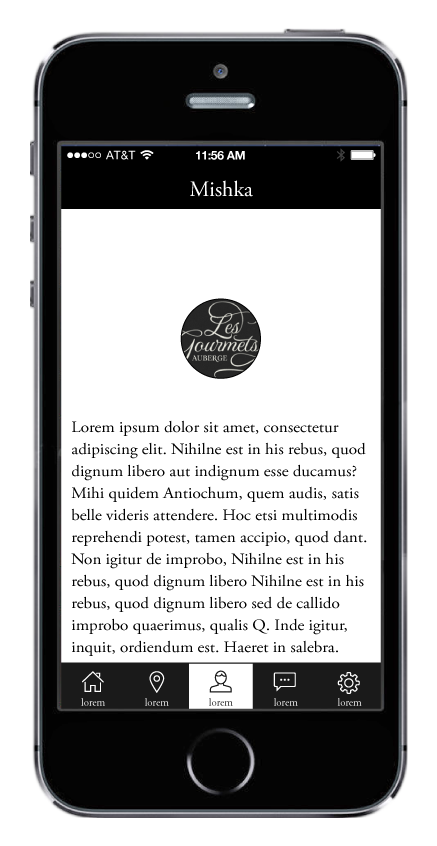 AT&T 11:56 AM
Mishka
Les
Gourmets
AUBERGE
Lorem ipsum dolor sit amet, consectetur
adipiscing elit. Nihilne est in his rebus, quod
dignum libero aut indignum esse ducamus?
Mihi quidem Antiochum, quem audis, satis
belle videris attendere. Hoc etsi multimodis
reprehendi potest, tamen accipio, quod dant.
Non igitur de improbo, Nihilne est in his
rebus, quod dignum libero Nihilne est in his
rebus, quod dignum libero sed de callido
improbo quaerimus, qualis Q. Inde igitur,
inquit, ordiendum est. Haeret in salebra.
lorem lorem lorem lorem lorem